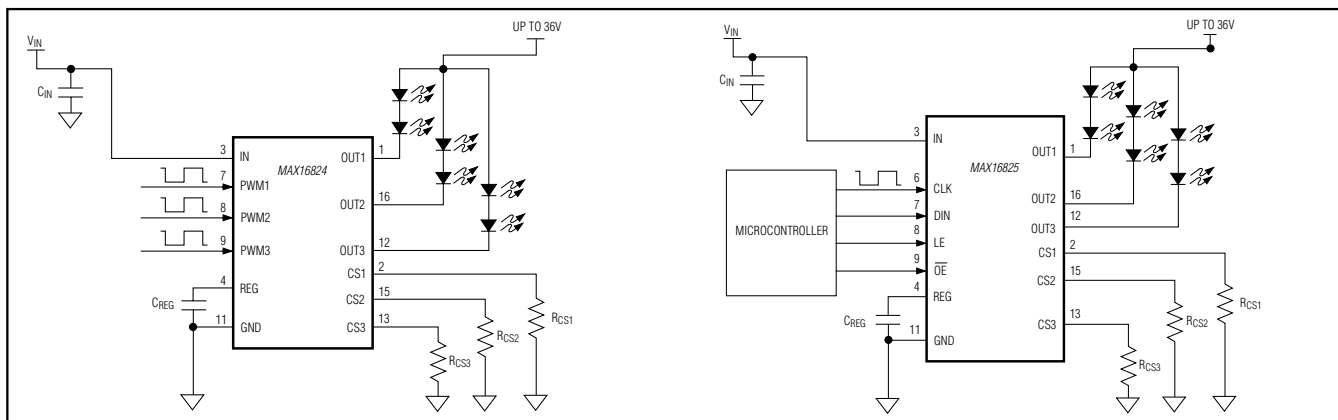 VIN
UP TO 36V
CIN
3
IN
MAX16824
OUT1
1
7
PWM1
8
PWM2
OUT2
16
9
PWM3
OUT3
12
CS1
2
4
REG
CS2
15
CREG
11
GND
CS3
13
RCS1
RCS2
RCS3
VIN
UP TO 36V
CIN
3
IN
MAX16825
OUT1
1
MICROCONTROLLER
6
CLK
7
DIN
OUT2
16
8
LE
OUT3
12
9
OE
CS1
2
4
REG
CS2
15
CREG
11
GND
CS3
13
RCS1
RCS2
RCS3